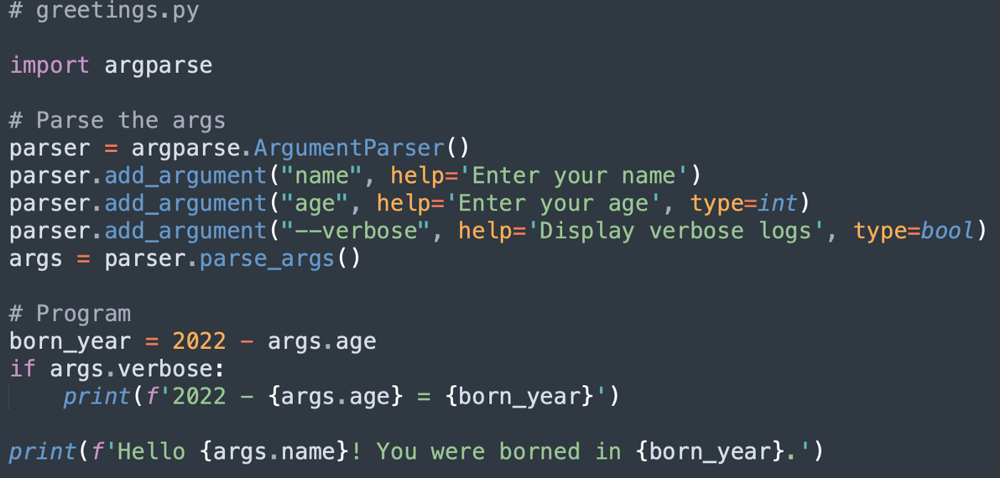 # greetings.py
import argparse
# Parse the args
parser = argparse.ArgumentParser()
parser.add_argument("name", help='Enter your name')
parser.add_argument("age", help='Enter your age', type=int)
parser.add_argument("--verbose", help='Display verbose logs', type=bool)
args = parser.parse_args()
# Program
born_year = 2022 - args.age
if args.verbose:
    print(f'2022 - {args.age} = {born_year}')
print(f'Hello {args.name}! You were borned in {born_year}.')